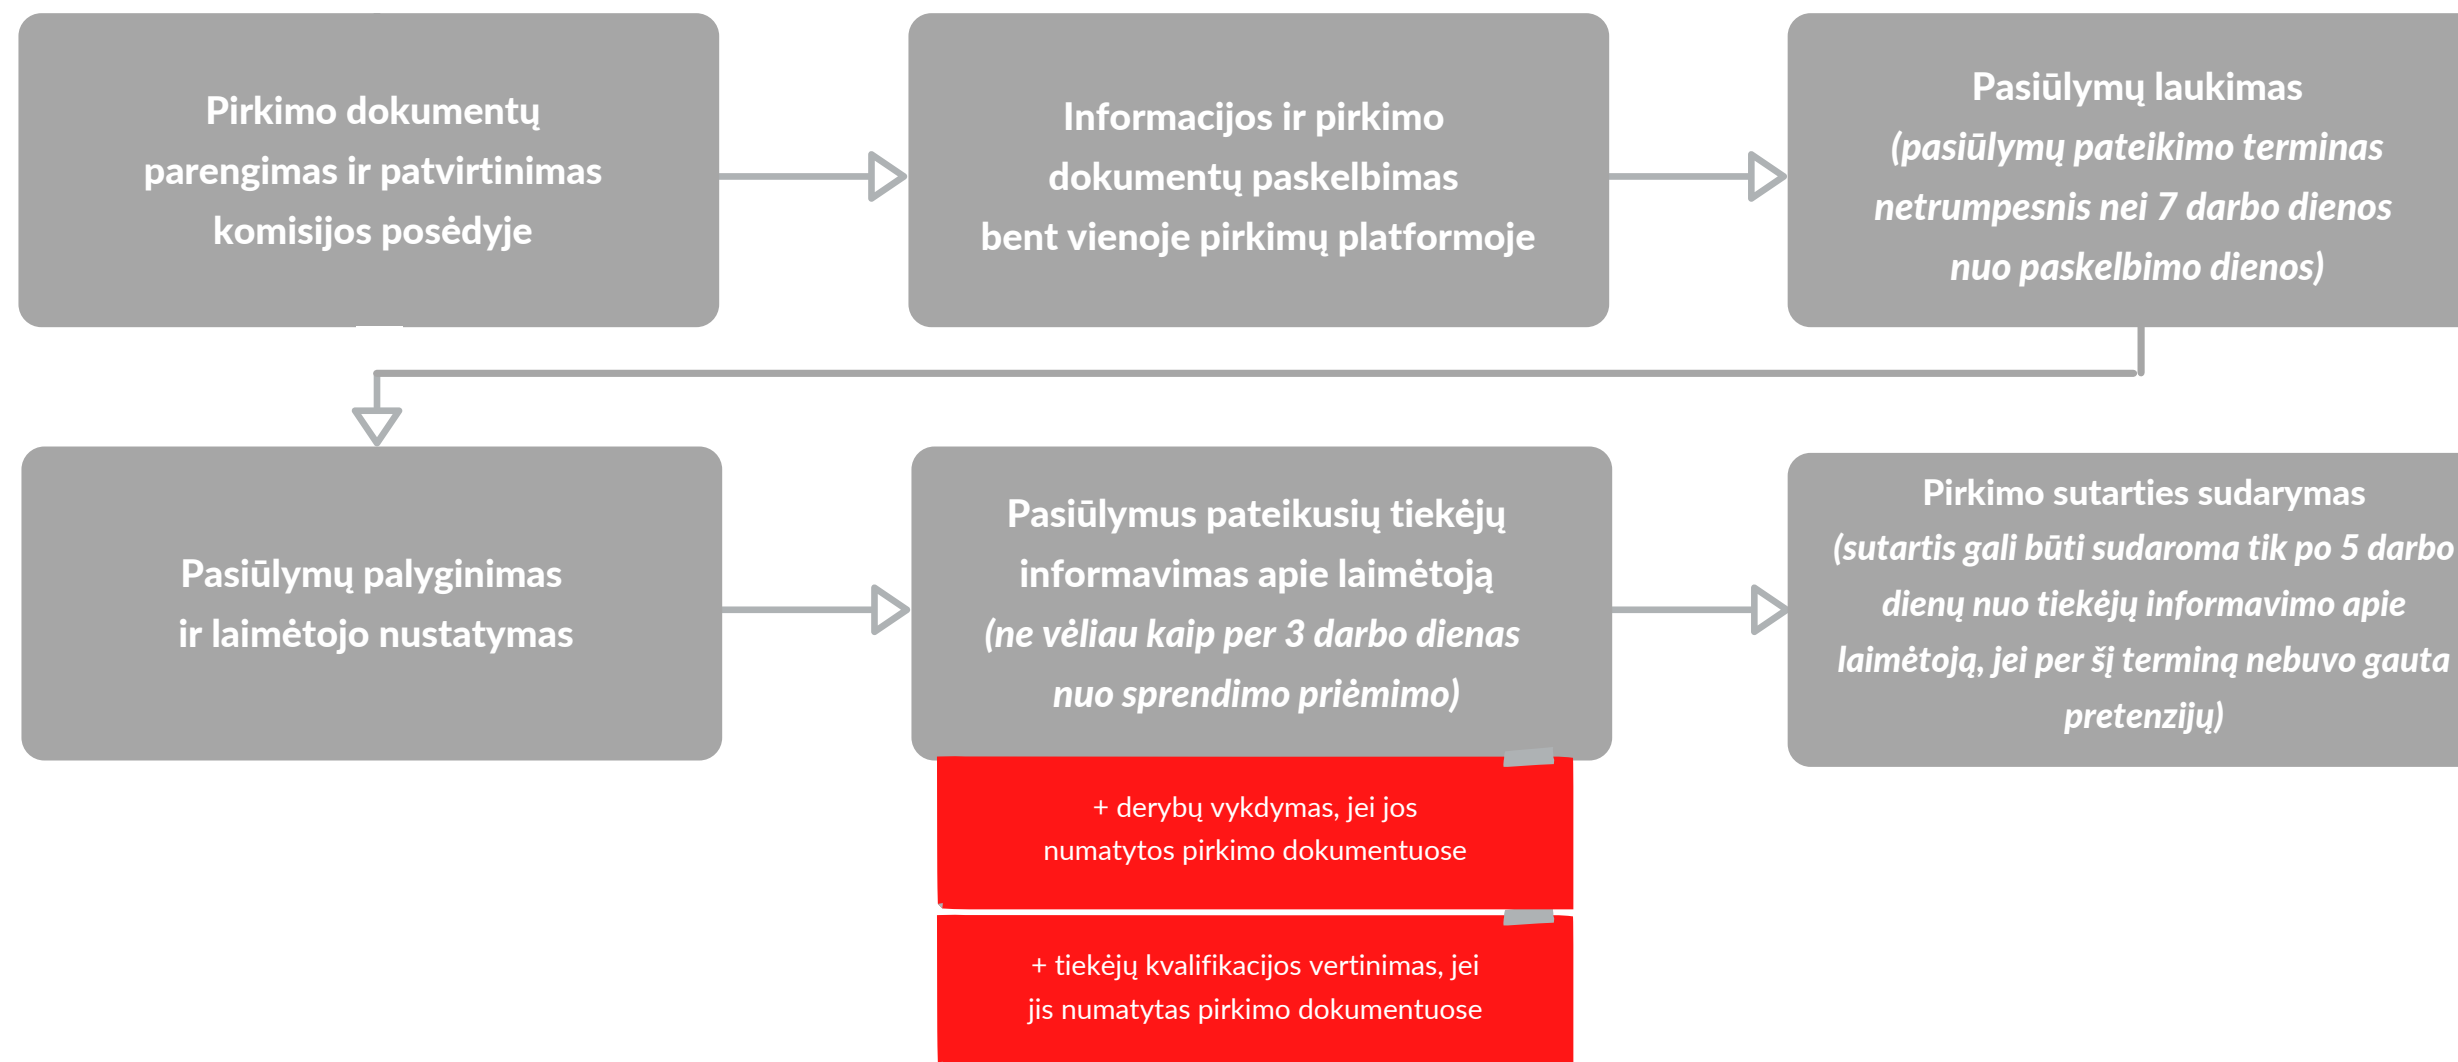 Pirkimo dokumentų
parengimas ir patvirtinimas
komisijos posėdyje
Informacijos ir pirkimo
dokumentų paskelbimas
bent vienoje pirkimų platformoje
Pasiūlymų laukimas
(pasiūlymų pateikimo terminas
netrumpesnis nei 7 darbo dienos
nuo paskelbimo dienos)
Pasiūlymų palyginimas
ir laimėtojo nustatymas
Pasiūlymus pateikusių tiekėjų
informavimas apie laimėtoją
(ne vėliau kaip per 3 darbo dienas
nuo sprendimo priėmimo)
Pirkimo sutarties sudarymas
(sutartis gali būti sudaroma tik po 5 darbo
dienų nuo tiekėjų informavimo apie
laimėtoją, jei per šį terminą nebuvo gauta
pretenzijų)
+ derybų vykdymas, jei jos
numatytos pirkimo dokumentuose
+ tiekėjų kvalifikacijos vertinimas, jei
jis numatytas pirkimo dokumentuose